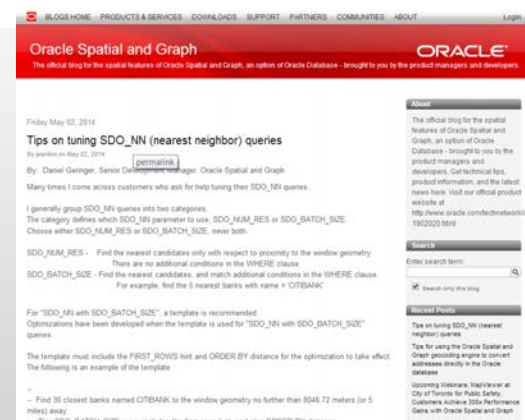 BLOGS HOME PRODUCTS & SERVICES DOWNLOADS SUPPORT PARTNERS COMMUNITIES ABOUT Login
Oracle Spatial and Graph
ORACLE
The official blog for the spatial features of Oracle Spatial and Graph, an option of Oracle Database - brought to you by the product managers and developers
Friday May 02, 2014
Tips on tuning SDO_NN (nearest neighbor) queries
on May 02, 2014
permalink
By: Daniel Geringer, Senior Development Manager, Oracle Spatial and Graph
Many times I come across customers who ask for help tuning their SDO_NN queries.
I generally group SDO_NN queries into two categories.
The category defines which SDO_NN parameter to use, SDO_NUM_RES or SDO_BATCH_SIZE.
Choose either SDO_NUM_RES or SDO_BATCH_SIZE, never both.
SDO_NUM_RES - Find the nearest candidates only with respect to proximity to the window geometry.
There are no additional conditions in the WHERE clause.
SDO_BATCH_SIZE - Find the nearest candidates, and match additional conditions in the WHERE clause.
For example, find the 5 nearest banks with name = 'CITIBANK'
For "SDO_NN with SDO_BATCH_SIZE", a template is recommended.
Optimizations have been developed when the template is used for "SDO_NN with SDO_BATCH_SIZE"
queries.
The template must include the FIRST_ROWS hint and ORDER BY distance for the optimization to take effect.
The following is an example of the template.
--
-- Find 30 closest banks named CITIBANK to the window geometry no further than 8046.72 meters (or 5
miles) away.
About
The official blog for the spatial
features of Oracle Spatial and
Graph, an option of Oracle
Database - brought to you by the
product managers and
developers. Get technical tips,
product information, and the latest
news here. Visit our official product
website at
Search
Enter search term:
Search only this blog
Recent Posts
Tips on tuning SDO_NN (nearest
neighbor) queries
Tips for using the Oracle Spatial and
Graph geocoding engine to convert
addresses directly in the Oracle
database
Upcoming Webinars: MapViewer at
City of Toronto for Public Safety,
Customers Achieve 300x Performance
Gains with Oracle Spatial and Graph